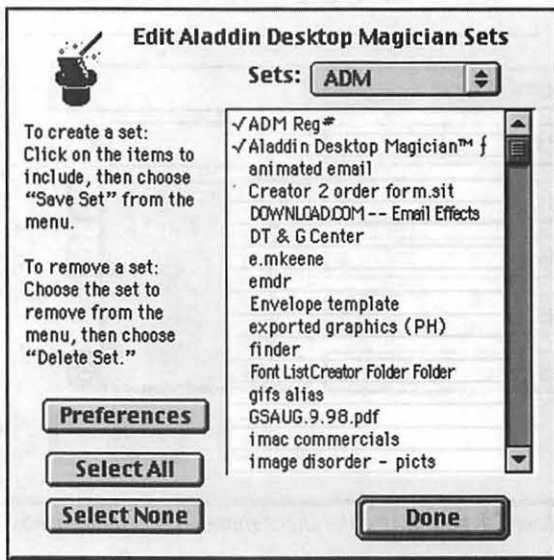 Edit Aladdin Desktop Magician Sets
Sets: ADM
To create a set:
Click on the items to
include, then choose
“Save Set” from the
menu.
To remove a set:
Choose the set to
remove from the
menu, then choose
“Delete Set.”
Preferences
Select All
Select None
√ADM Reg#
√Aladdin Desktop Magician™ ƒ
animated email
Creator 2 order form.sit
DOWNLOAD.COM -- Email Effects
DT & G Center
e.mkeene
emdr
Envelope template
exported graphics (PH)
finder
Font ListCreator Folder Folder
gifs alias
GSAUG.9.98.pdf
imac commercials
image disorder - picts
Done